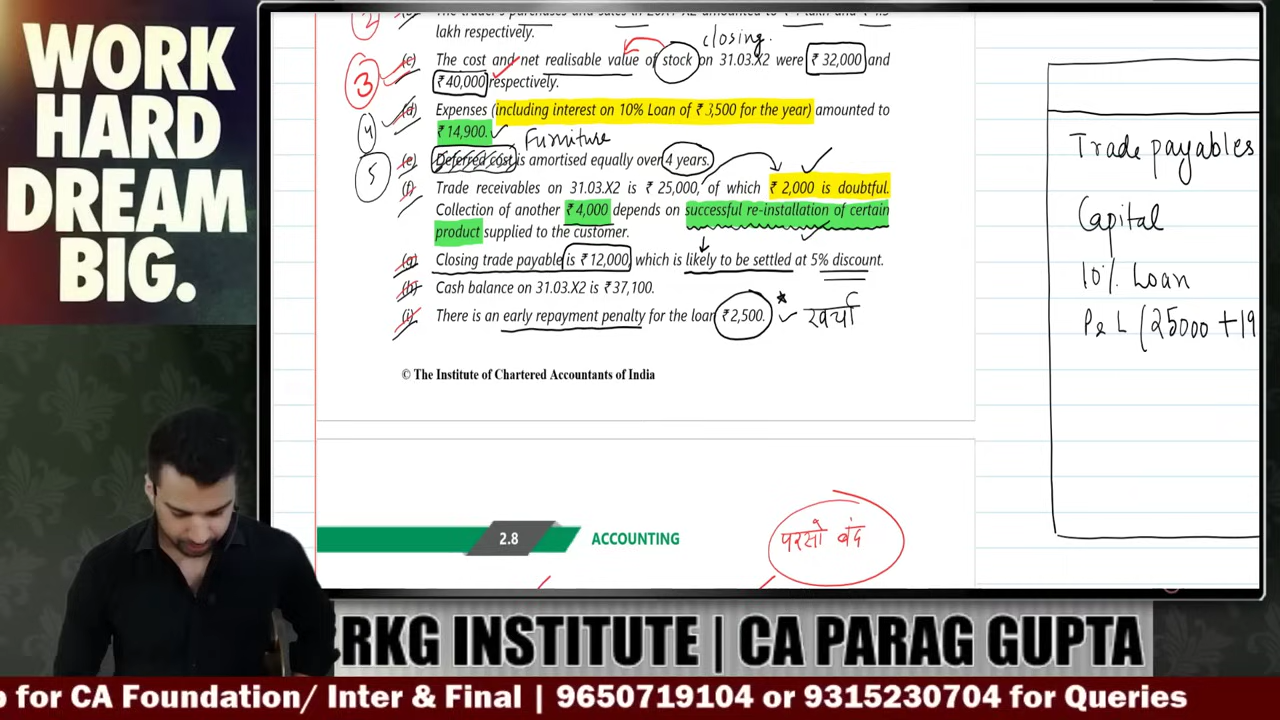 WORK
HARD
DREAM
BIG.
lakh respectively.
closing.
3 (c) The cost and net realisable value of stock on 31.03.X2 were ₹ 32,000 and
₹ 40,000 respectively.
4 (d) Expenses (including interest on 10% Loan of ₹ 3,500 for the year) amounted to
₹ 14,900. Furniture
5 (e) Deferred cost is amortised equally over 4 years.
(f) Trade receivables on 31.03.X2 is ₹ 25,000, of which ₹ 2,000 is doubtful.
Collection of another ₹ 4,000 depends on successful re-installation of certain
product supplied to the customer.
(g) Closing trade payable is ₹ 12,000, which is likely to be settled at 5% discount.
(h) Cash balance on 31.03.X2 is ₹ 37,100.
(i) There is an early repayment penalty for the loan ₹ 2,500. खर्चा
© The Institute of Chartered Accountants of India
2.8 ACCOUNTING
परसो बंद
Trade payables
Capital
10% Loan
P & L (25000 + 19
RKG INSTITUTE | CA PARAG GUPTA
p for CA Foundation/ Inter & Final | 9650719104 or 9315230704 for Queries